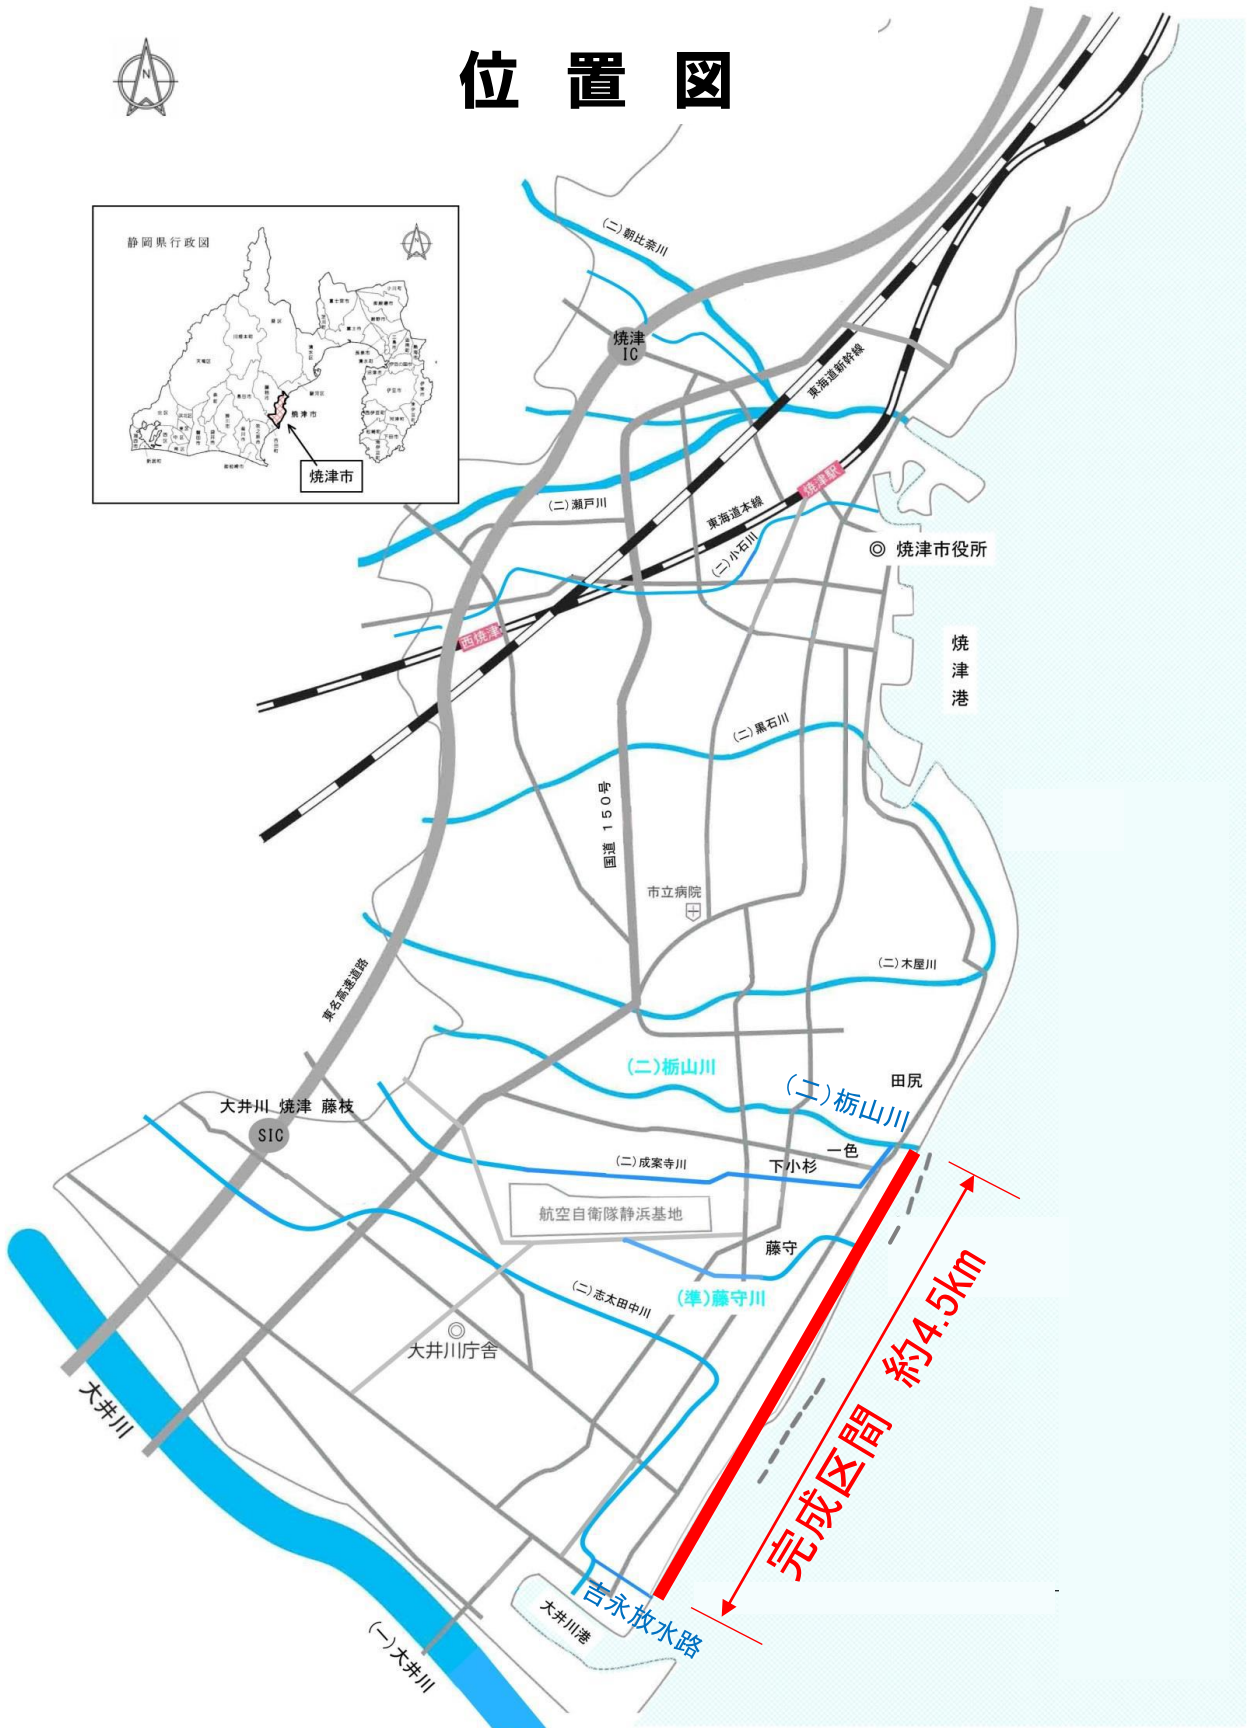 位置図
N
静岡県行政図
N
焼津市
焼津市
(二)朝比奈川
焼津
IC
東海道新幹線
(二)瀬戸川
東海道本線
焼津駅
(二)小石川
焼津市役所
西焼津
焼津港
(二)黒石川
国道150号
市立病院
(二)木屋川
東名高速道路
(二)栃山川
(二)栃山川
田尻
大井川 焼津 藤枝
SIC
一色
(二)成案寺川
下小杉
航空自衛隊静浜基地
藤守
(準)藤守川
(二)志太田中川
大井川庁舎
完成区間 約4.5km
大井川
吉永放水路
大井川港
(一)大井川